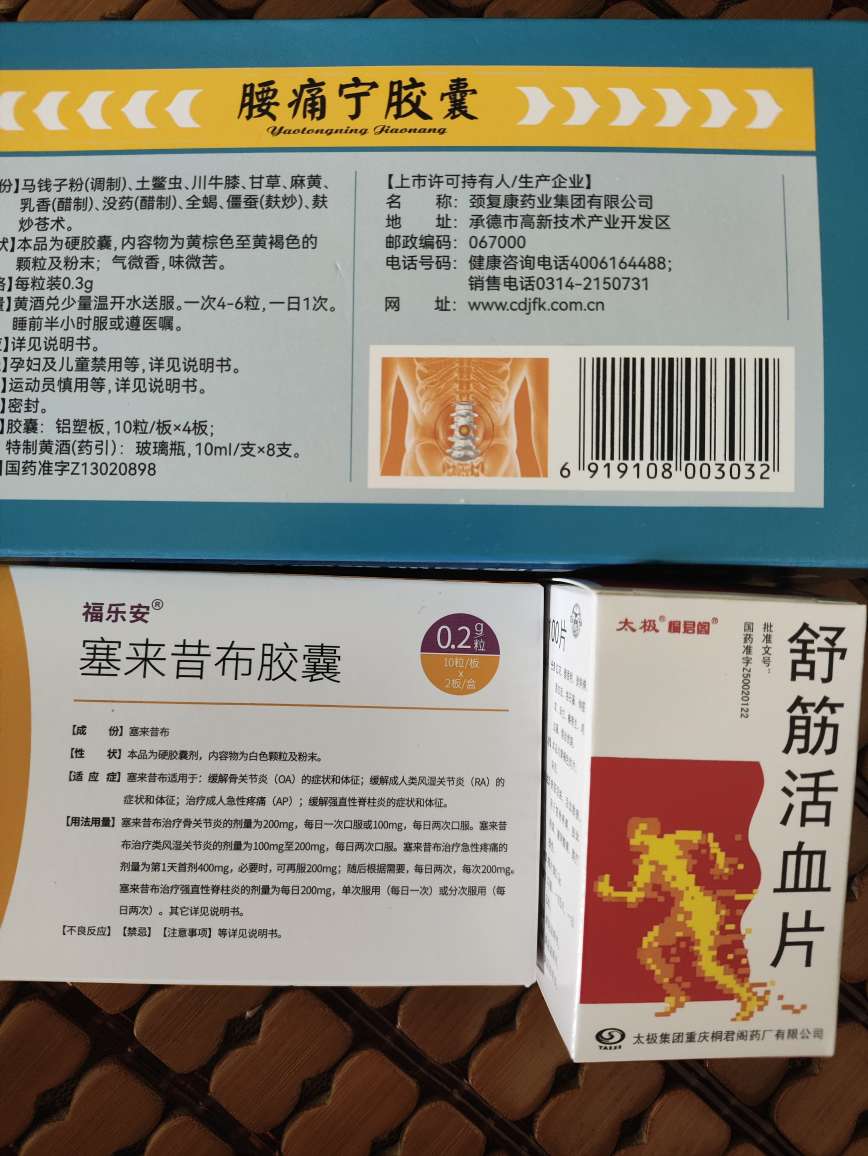 腰痛宁胶囊
Yaotongning Jiaonang
份】马钱子粉(调制)、土鳖虫、川牛膝、甘草、麻黄、
乳香(醋制)、没药(醋制)、全蝎、僵蚕(麸炒)、麸
炒苍术。
状】本品为硬胶囊，内容物为黄棕色至黄褐色的
颗粒及粉末；气微香，味微苦。
格】每粒装0.3g
量】黄酒兑少量温开水送服。一次4-6粒，一日1次。
睡前半小时服或遵医嘱。
】详见说明书。
】孕妇及儿童禁用等，详见说明书。
】运动员慎用等，详见说明书。
】密封。
】胶囊：铝塑板，10粒/板×4板；
特制黄酒(药引)：玻璃瓶，10ml/支×8支。
】国药准字Z13020898
【上市许可持有人/生产企业】
名 称：颈复康药业集团有限公司
地 址：承德市高新技术产业开发区
邮政编码：067000
电话号码：健康咨询电话4006164488；
销售电话0314-2150731
网 址：www.cdjfk.com.cn
6 919108 003032
福乐安®
塞来昔布胶囊
0.2g/粒
10粒/板
x
2板/盒
【成 份】塞来昔布
【性 状】本品为硬胶囊剂，内容物为白色颗粒及粉末。
【适 应 症】塞来昔布适用于：缓解骨关节炎（OA）的症状和体征；缓解成人类风湿关节炎（RA）的
症状和体征；治疗成人急性疼痛（AP）；缓解强直性脊柱炎的症状和体征。
【用法用量】塞来昔布治疗骨关节炎的剂量为200mg，每日一次口服或100mg，每日两次口服。塞来昔
布治疗类风湿关节炎的剂量为100mg至200mg，每日两次口服。塞来昔布治疗急性疼痛的
剂量为第1天首剂400mg，必要时，可再服200mg；随后根据需要，每日两次，每次200mg。
塞来昔布治疗强直性脊柱炎的剂量为每日200mg，单次服用（每日一次）或分次服用（每
日两次）。其它详见说明书。
【不良反应】【禁忌】【注意事项】等详见说明书。
100片
太极® 桐君阁®
批准文号：
国药准字Z50020122
舒筋活血片
TAIJI
太极集团重庆桐君阁药厂有限公司